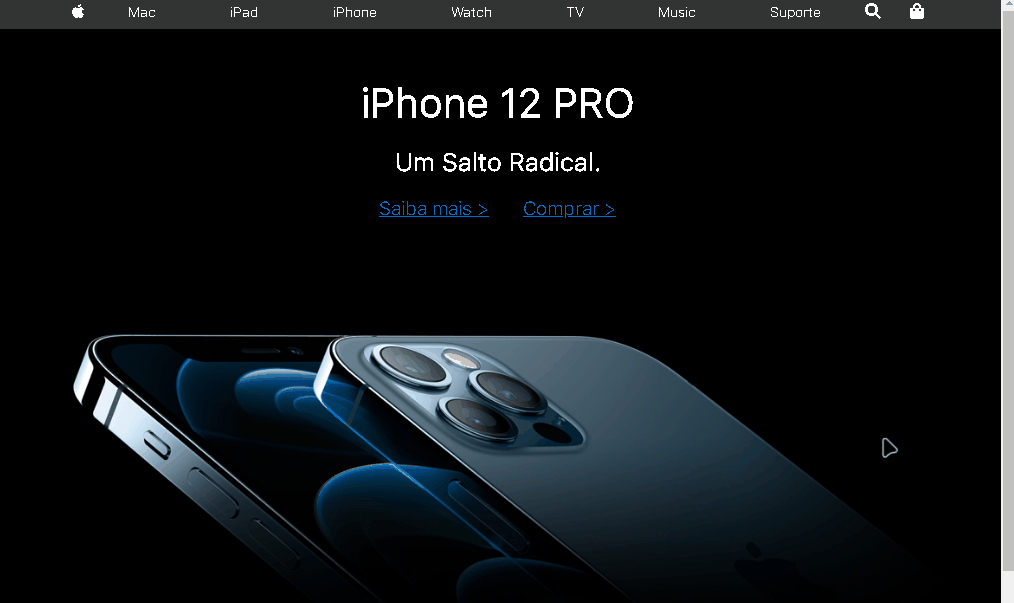 Mac iPad iPhone Watch TV Music Suporte
iPhone 12 PRO
Um Salto Radical.
Saiba mais > Comprar >